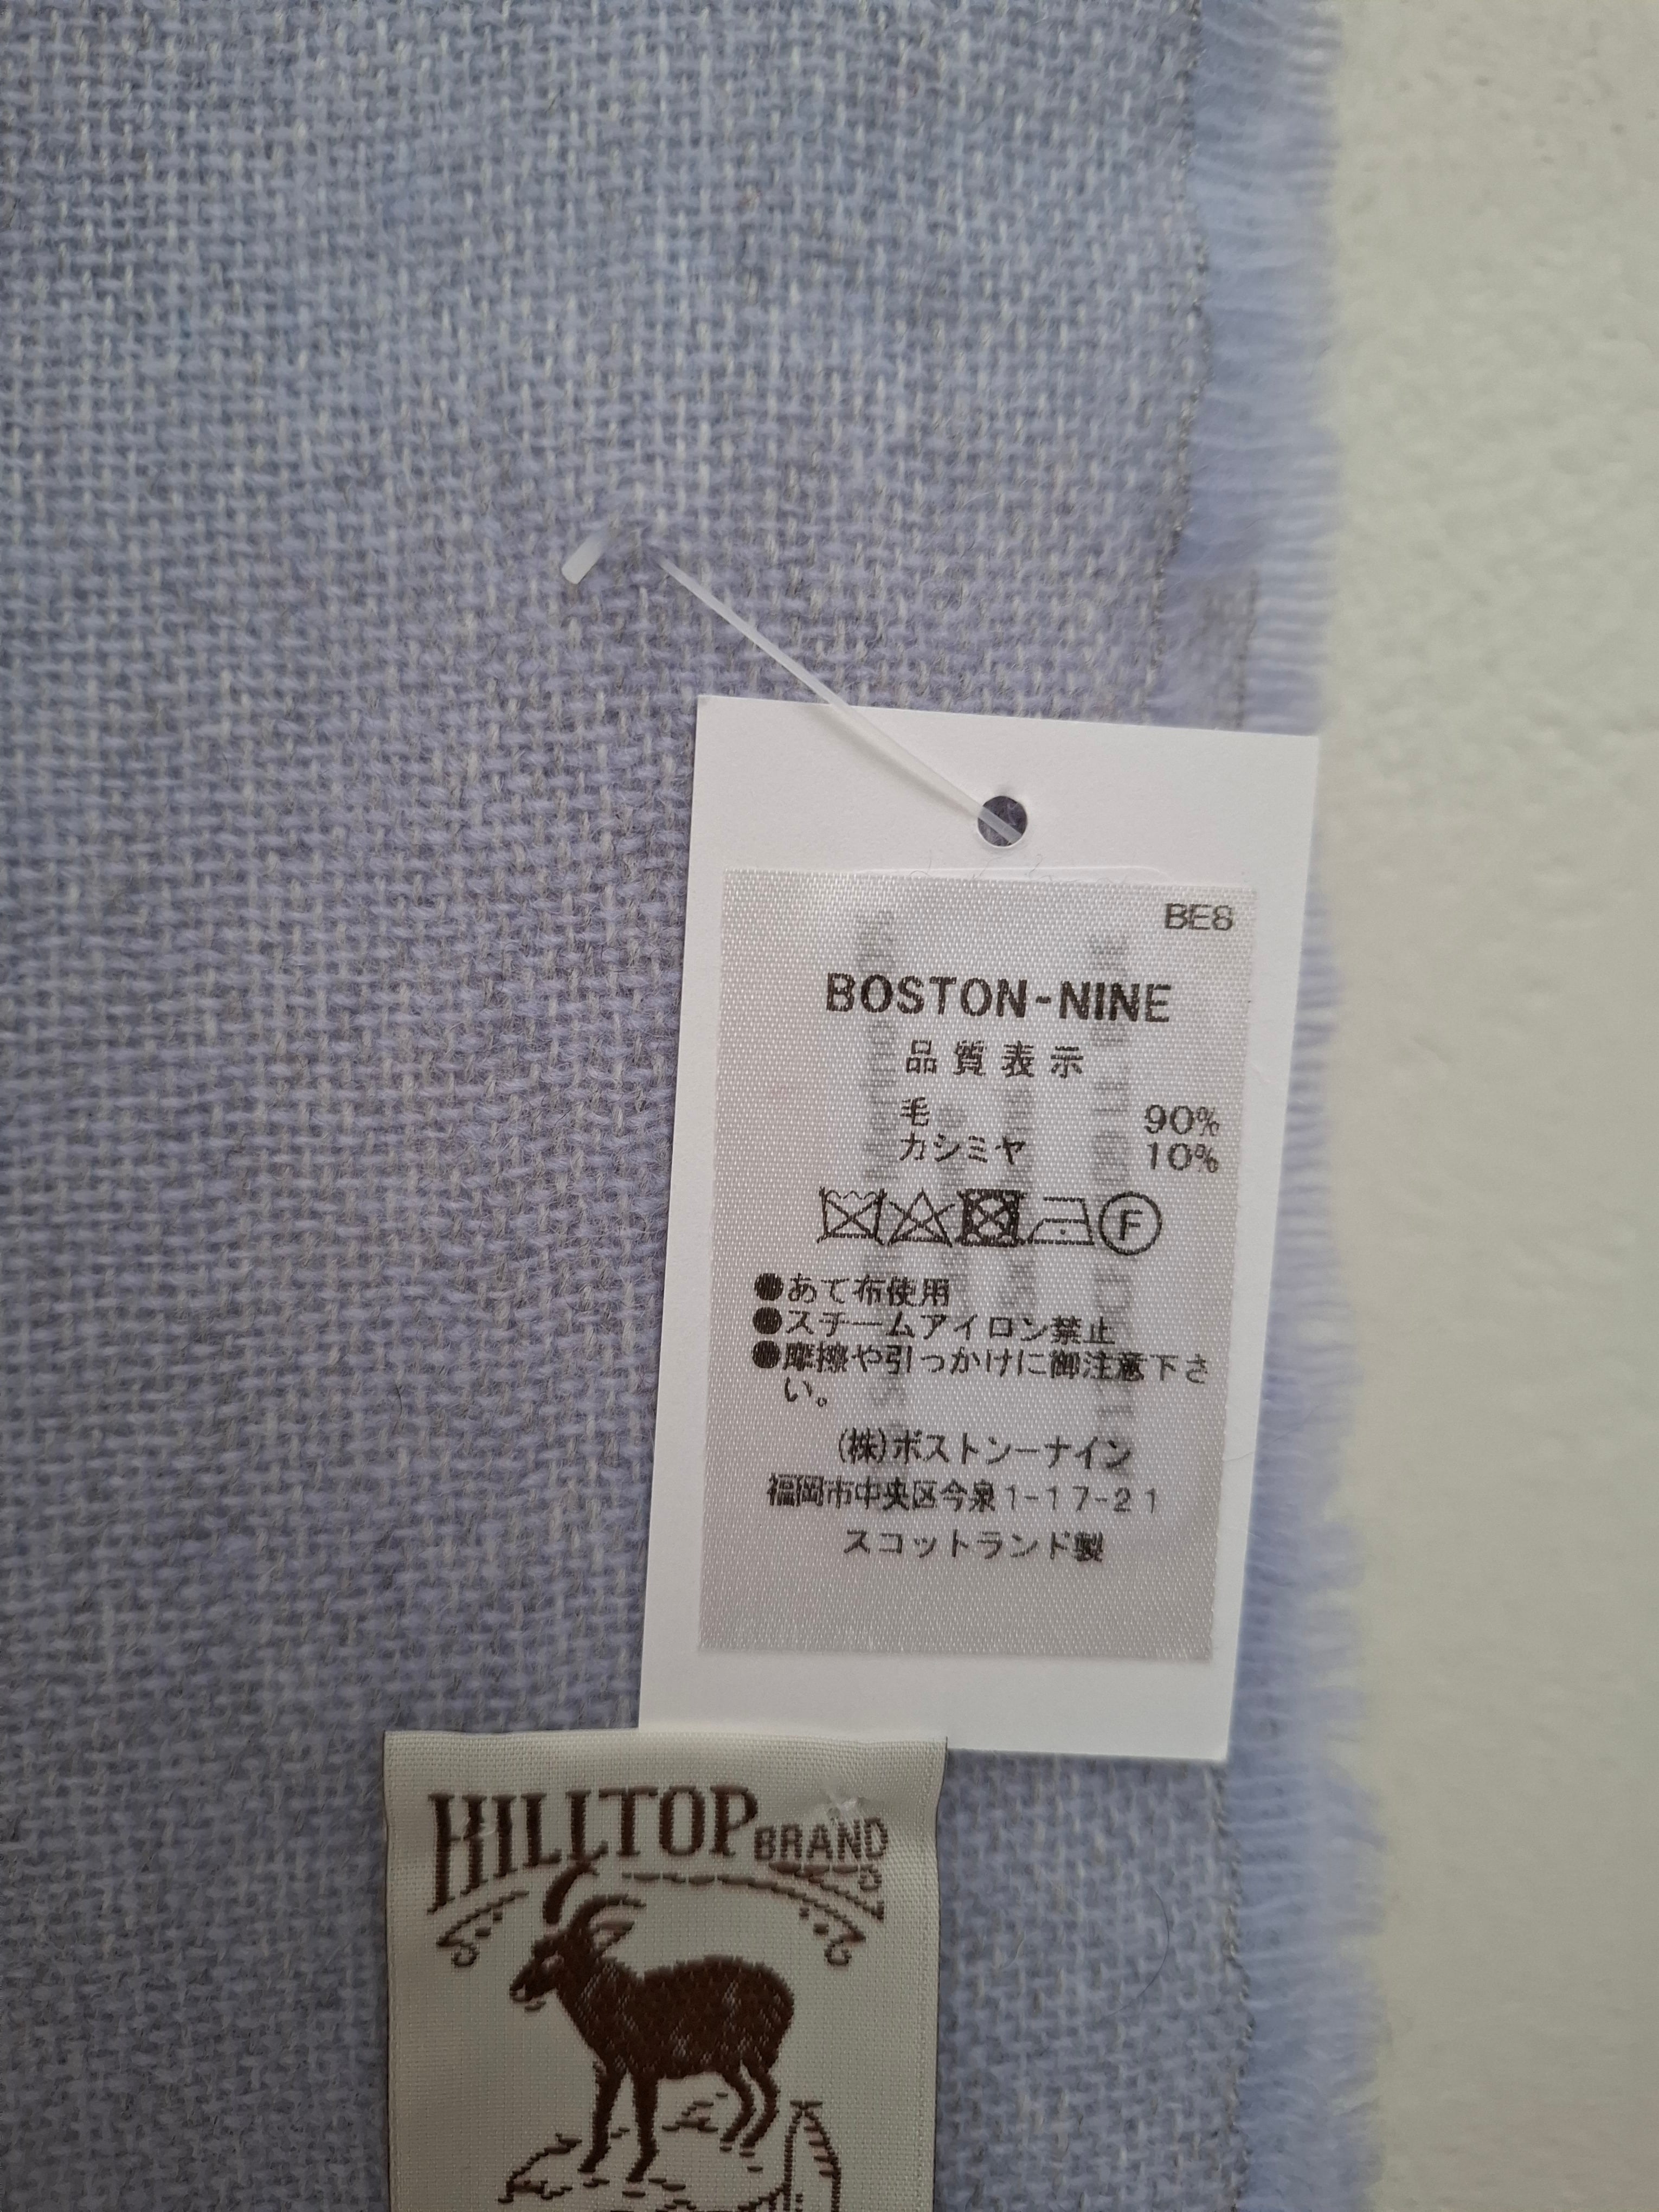 BE8
BOSTON-NINE
品質表示
毛 90%
カシミヤ 10%
F
●あて布使用
●スチームアイロン禁止
●摩擦や引っかけに御注意下さ
い。
(株)ボストンーナイン
福岡市中央区今泉1-17-21
スコットランド製
HILLTOP BRAND